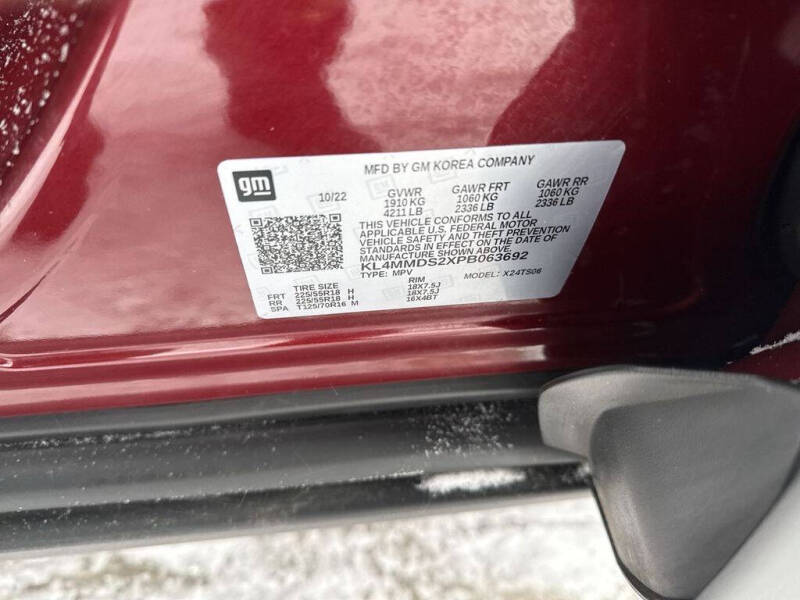 MFD BY GM KOREA COMPANY
gm
10/22 GVWR GAWR FRT GAWR RR
1910 KG 1060 KG 1060 KG
4211 LB 2336 LB 2336 LB
THIS VEHICLE CONFORMS TO ALL
APPLICABLE U.S. FEDERAL MOTOR
VEHICLE SAFETY AND THEFT PREVENTION
STANDARDS IN EFFECT ON THE DATE OF
MANUFACTURE SHOWN ABOVE.
KL4MMDS2XPB063692
TYPE: MPV MODEL: X24TS06
TIRE SIZE RIM
FRT 225/55R18 H 18X7.5J
RR 225/55R18 H 18X7.5J
SPA T125/70R16 M 16X4BT